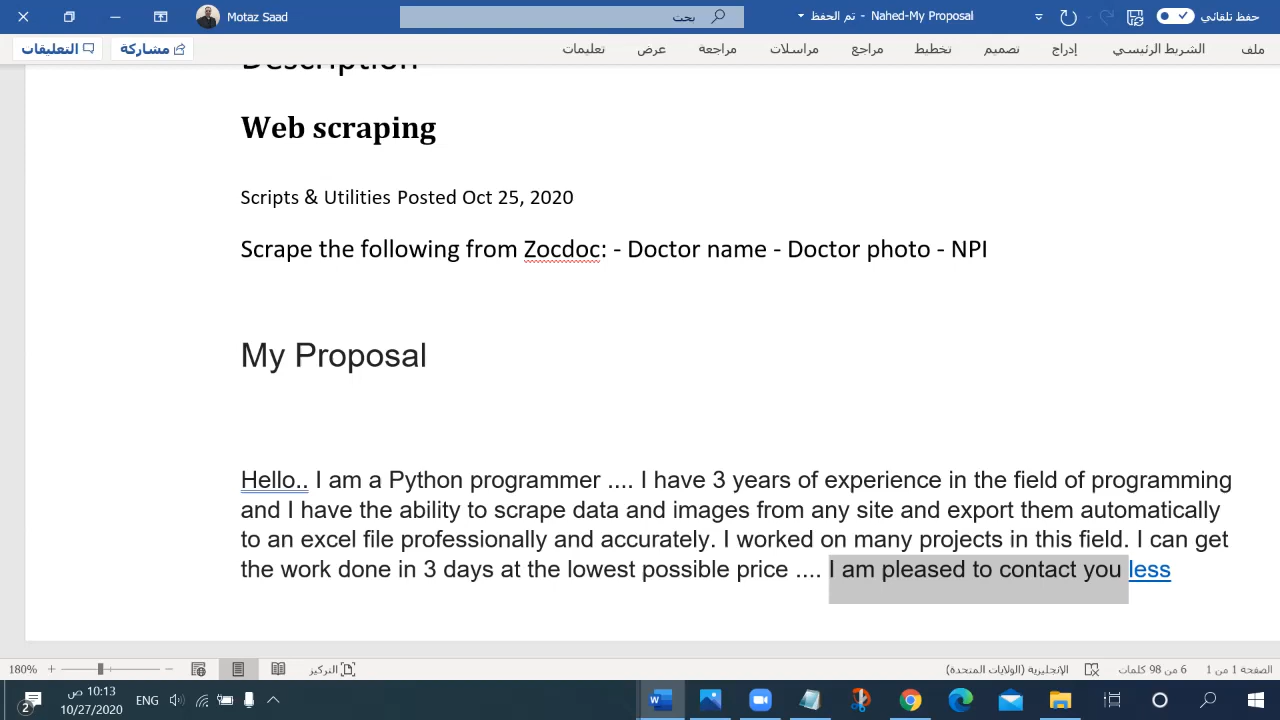 Motaz Saad
بحث
Nahed-My Proposal - تم الحفظ
حفظ تلقائي
ملف الشريط الرئيسي إدراج تصميم تخطيط مراجع مراسلات مراجعة عرض تعليمات
مشاركة
التعليقات
Description
Web scraping
Scripts & Utilities Posted Oct 25, 2020
Scrape the following from Zocdoc: - Doctor name - Doctor photo - NPI
My Proposal
Hello.. I am a Python programmer .... I have 3 years of experience in the field of programming
and I have the ability to scrape data and images from any site and export them automatically
to an excel file professionally and accurately. I worked on many projects in this field. I can get
the work done in 3 days at the lowest possible price .... I am pleased to contact you less
الصفحة 1 من 1
6 من 98 كلمات
الإنجليزية (الولايات المتحدة)
التركيز
180%
ENG
10:13 ص
10/27/2020
2